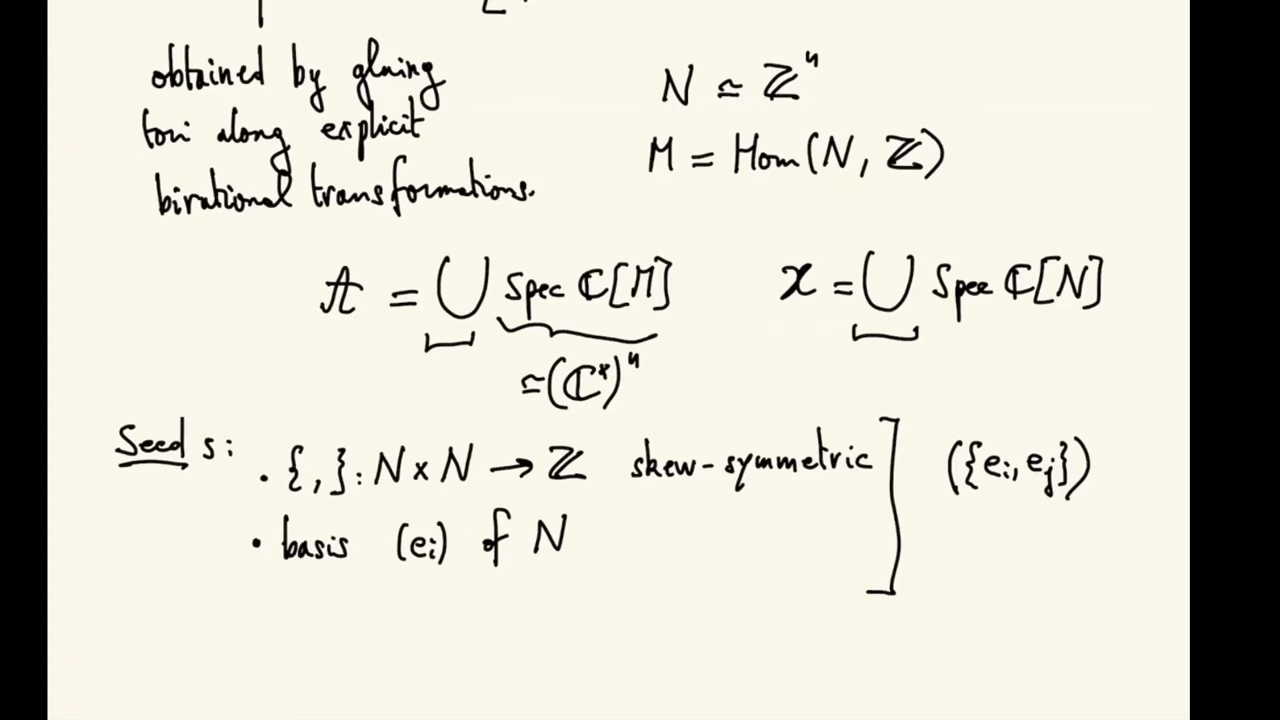 obtained by gluing
tori along explicit
birational transformations.
N ≃ ℤⁿ
M = Hom(N, ℤ)
𝒜 = ⋃ Spec ℂ[M]
≃(ℂ*)ⁿ
𝒳 = ⋃ Spec ℂ[N]
Seed s:
• {,}: N × N → ℤ skew-symmetric
• basis (eᵢ) of N
({eᵢ, eⱼ})